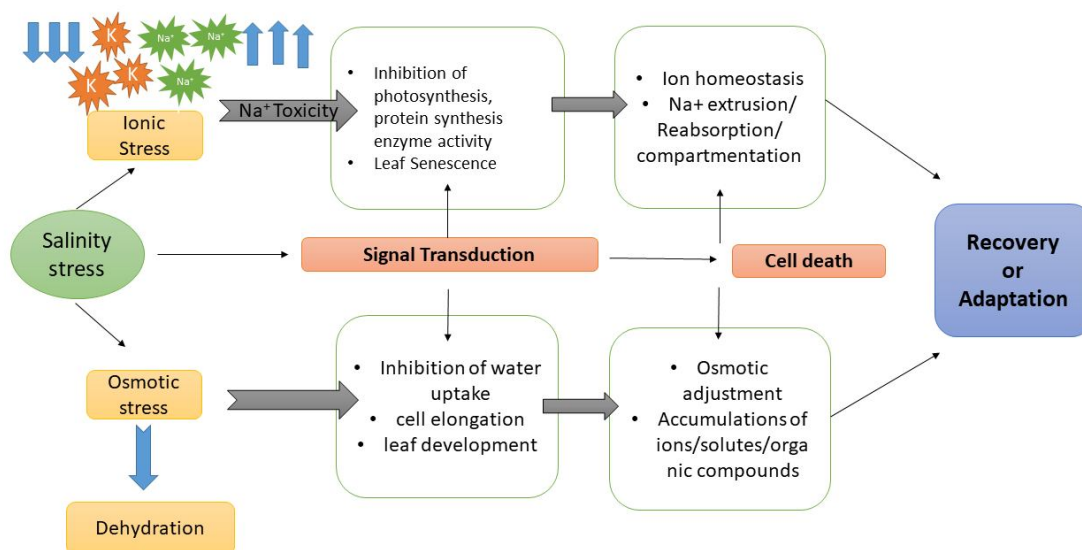 K
Na⁺
Na⁺
K
K
Na⁺
Ionic
Stress
Na⁺ Toxicity
• Inhibition of
photosynthesis,
protein synthesis
enzyme activity
• Leaf Senescence
• Ion homeostasis
• Na+ extrusion/
Reabsorption/
compartmentation
Salinity
stress
Signal Transduction
Cell death
Recovery
or
Adaptation
Osmotic
stress
• Inhibition of water
uptake
• cell elongation
• leaf development
• Osmotic
adjustment
• Accumulations of
ions/solutes/orga
nic compounds
Dehydration